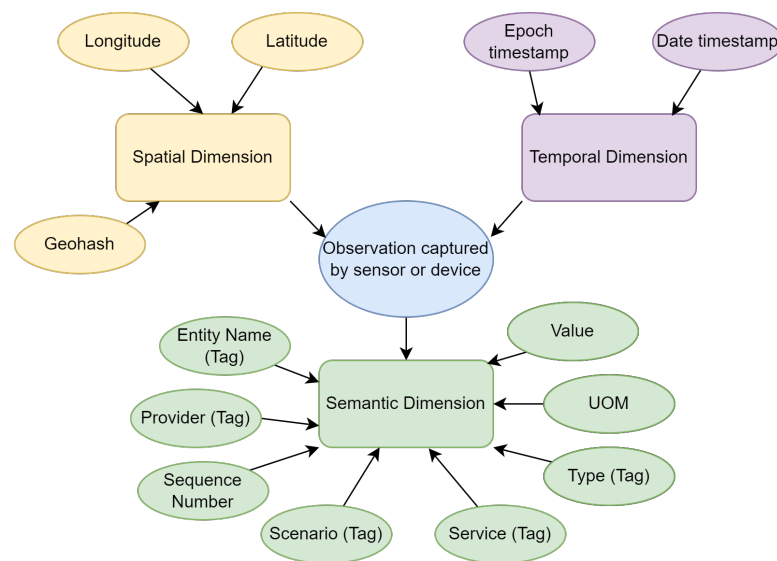 Longitude
Latitude
Epoch
timestamp
Date timestamp
Spatial Dimension
Temporal Dimension
Geohash
Observation captured
by sensor or device
Entity Name
(Tag)
Value
Provider (Tag)
Semantic Dimension
UOM
Sequence
Number
Type (Tag)
Scenario (Tag)
Service (Tag)